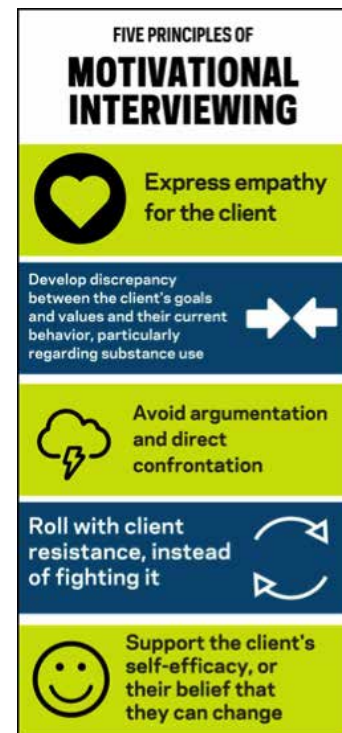 FIVE PRINCIPLES OF
MOTIVATIONAL
INTERVIEWING
Express empathy
for the client
Develop discrepancy
between the client's goals
and values and their current
behavior, particularly
regarding substance use
Avoid argumentation
and direct
confrontation
Roll with client
resistance, instead
of fighting it
Support the client's
self-efficacy, or
their belief that
they can change